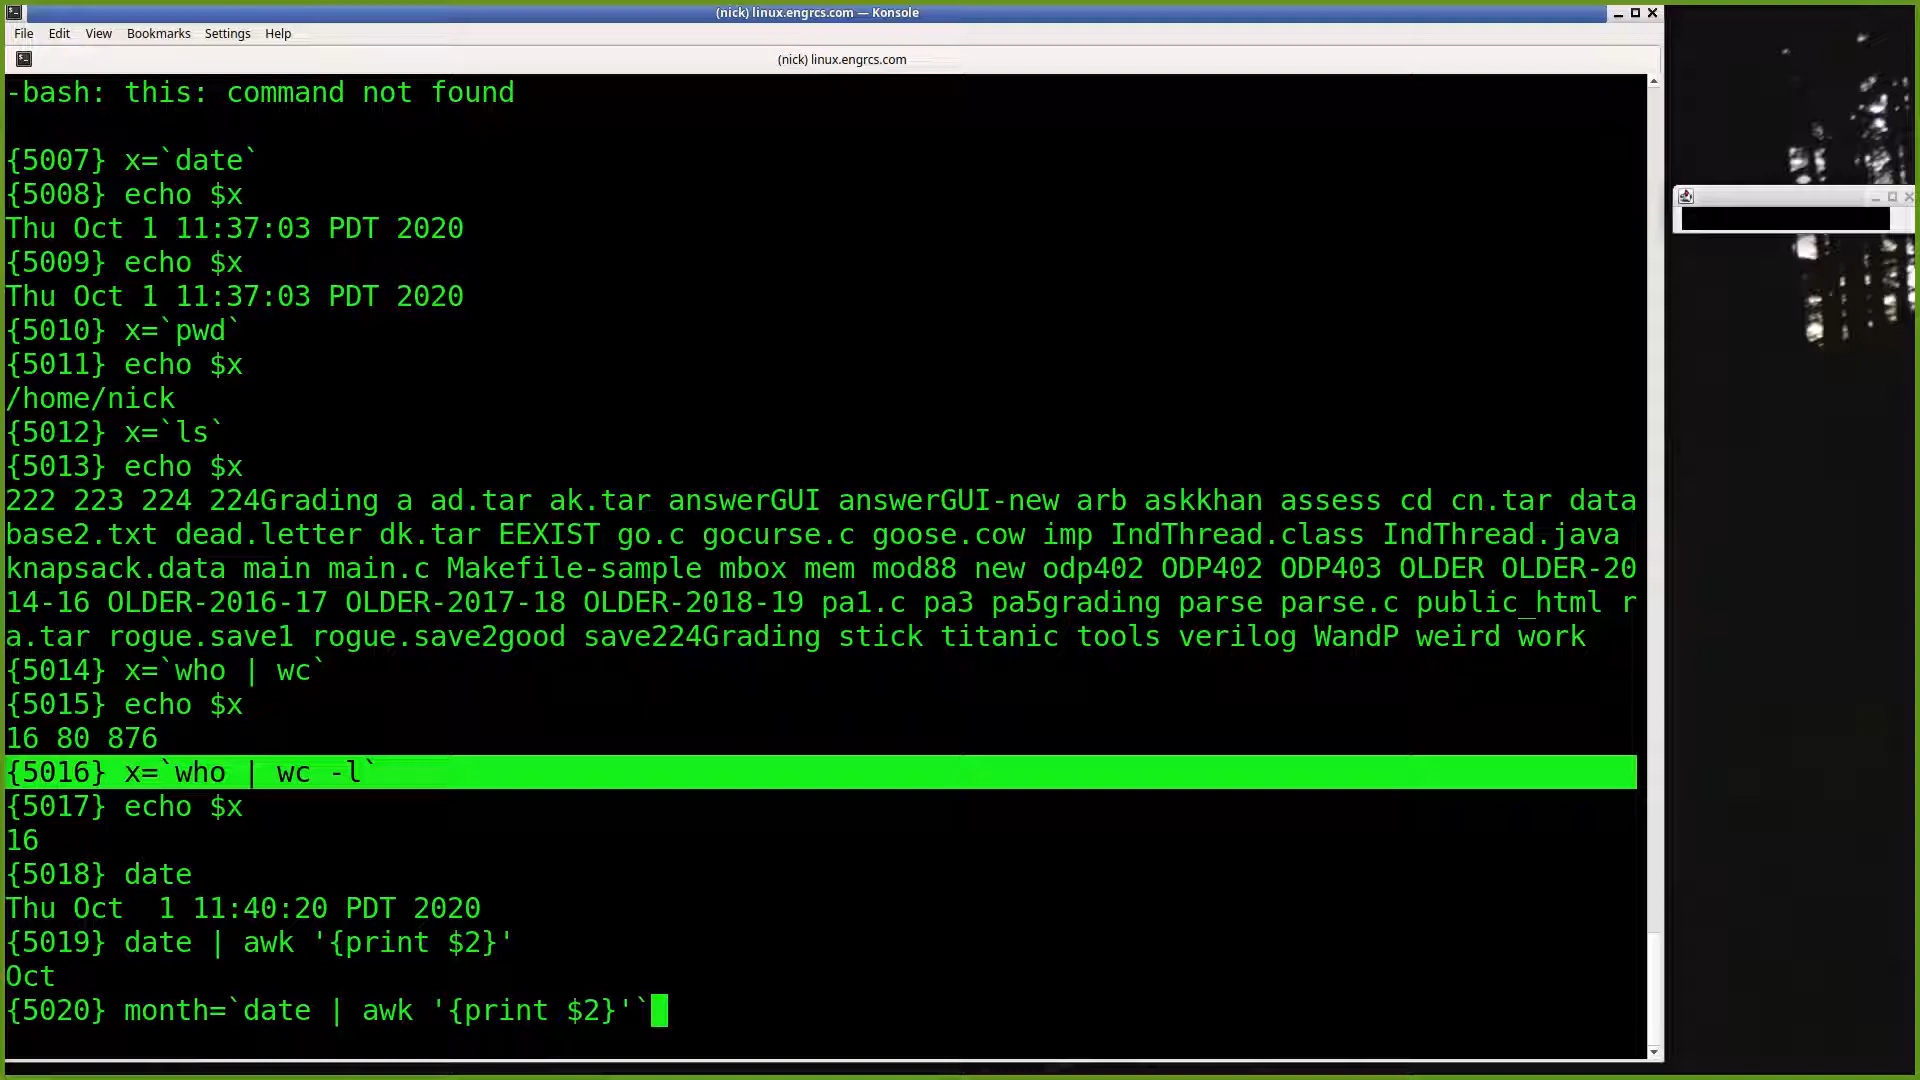 (nick) linux.engrcs.com — Konsole
File Edit View Bookmarks Settings Help
(nick) linux.engrcs.com
-bash: this: command not found
{5007} x=`date`
{5008} echo $x
Thu Oct 1 11:37:03 PDT 2020
{5009} echo $x
Thu Oct 1 11:37:03 PDT 2020
{5010} x=`pwd`
{5011} echo $x
/home/nick
{5012} x=`ls`
{5013} echo $x
222 223 224 224Grading a ad.tar ak.tar answerGUI answerGUI-new arb askkhan assess cd cn.tar data
base2.txt dead.letter dk.tar EEXIST go.c gocurse.c goose.cow imp IndThread.class IndThread.java
knapsack.data main main.c Makefile-sample mbox mem mod88 new odp402 ODP402 ODP403 OLDER OLDER-20
14-16 OLDER-2016-17 OLDER-2017-18 OLDER-2018-19 pa1.c pa3 pa5grading parse parse.c public_html r
a.tar rogue.save1 rogue.save2good save224Grading stick titanic tools verilog WandP weird work
{5014} x=`who | wc`
{5015} echo $x
16 80 876
{5016} x=`who | wc -l`
{5017} echo $x
16
{5018} date
Thu Oct  1 11:40:20 PDT 2020
{5019} date | awk '{print $2}'
Oct
{5020} month=`date | awk '{print $2}'`